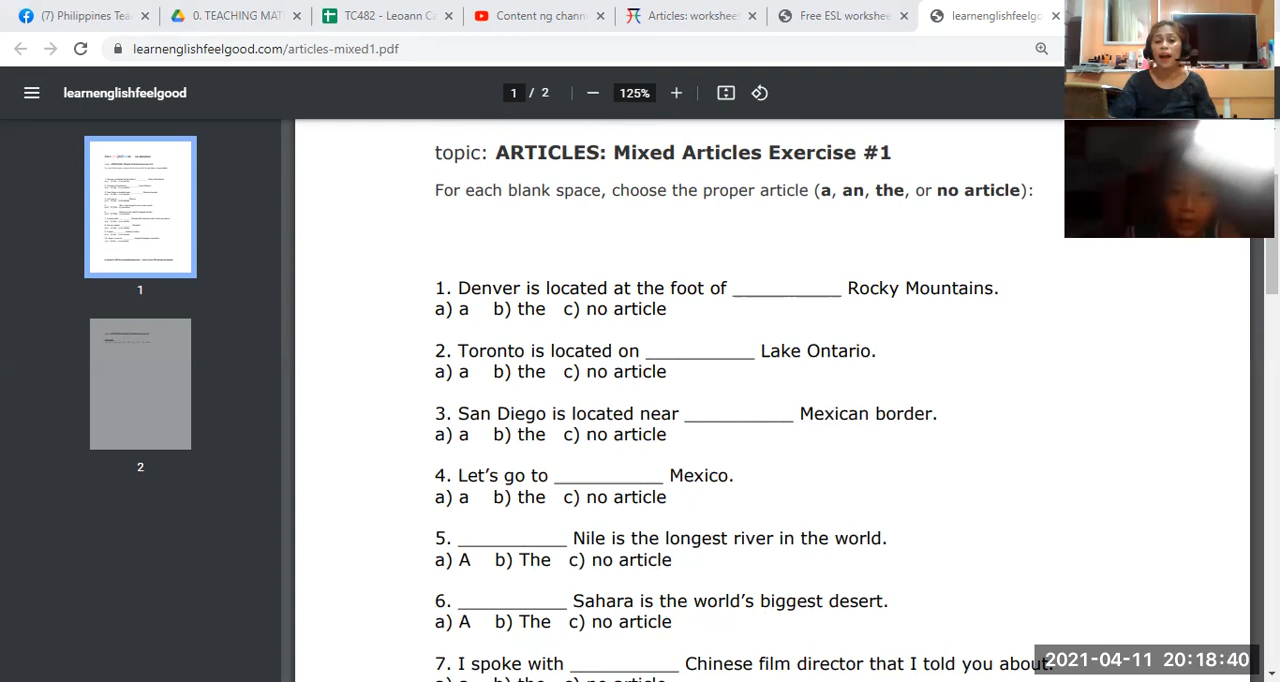 (7) Philippines Tea
0. TEACHING MAT
TC482 - Leoann Ca
Content ng chann
Articles: workshee
Free ESL workshee
learnenglishfeelgo
learnenglishfeelgood.com/articles-mixed1.pdf
learnenglishfeelgood
1 / 2
125%
1
2
topic: ARTICLES: Mixed Articles Exercise #1
For each blank space, choose the proper article (a, an, the, or no article):
1. Denver is located at the foot of ___________ Rocky Mountains.
a) a b) the c) no article
2. Toronto is located on ___________ Lake Ontario.
a) a b) the c) no article
3. San Diego is located near ___________ Mexican border.
a) a b) the c) no article
4. Let’s go to ___________ Mexico.
a) a b) the c) no article
5. ___________ Nile is the longest river in the world.
a) A b) The c) no article
6. ___________ Sahara is the world’s biggest desert.
a) A b) The c) no article
7. I spoke with ___________ Chinese film director that I told you about.
2021-04-11 20:18:40